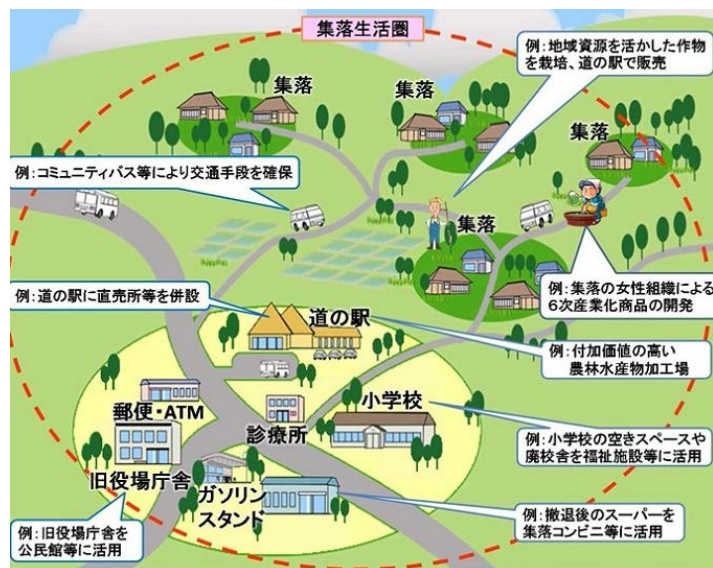 集落生活圏
例：地域資源を活かした作物
を栽培、道の駅で販売
集落
集落
集落
例：コミュニティバス等により交通手段を確保
集落
例：集落の女性組織による
６次産業化商品の開発
例：道の駅に直売所等を併設
道の駅
例：付加価値の高い
農林水産物加工場
郵便・ATM
小学校
診療所
例：小学校の空きスペースや
廃校舎を福祉施設等に活用
旧役場庁舎
ガソリン
スタンド
例：撤退後のスーパーを
集落コンビニ等に活用
例：旧役場庁舎を
公民館等に活用